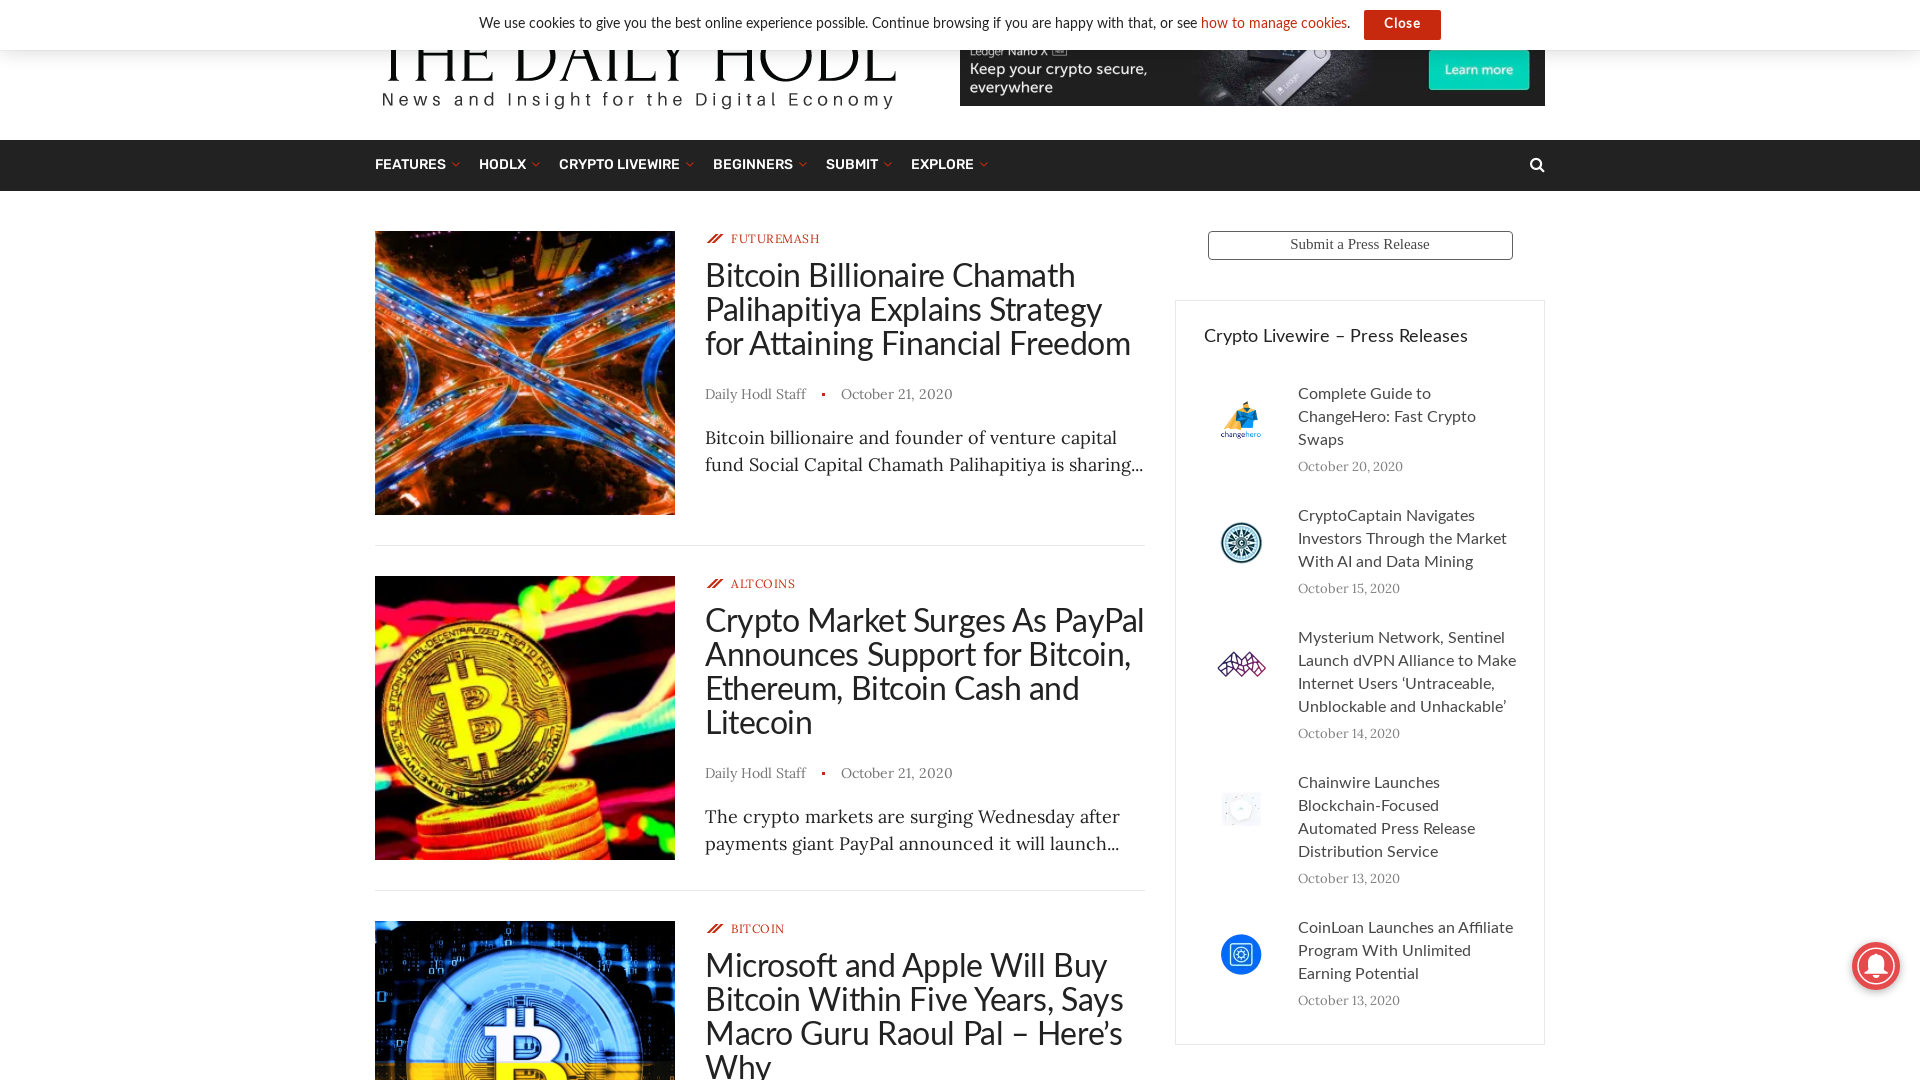 We use cookies to give you the best online experience possible. Continue browsing if you are happy with that, or see how to manage cookies. Close
THE DAILY HODL
News and Insight for the Digital Economy
Ledger Nano X
Keep your crypto secure,
everywhere
Learn more
FEATURES HODLX CRYPTO LIVEWIRE BEGINNERS SUBMIT EXPLORE
FUTUREMASH
Bitcoin Billionaire Chamath
Palihapitiya Explains Strategy
for Attaining Financial Freedom
Daily Hodl Staff October 21, 2020
Bitcoin billionaire and founder of venture capital
fund Social Capital Chamath Palihapitiya is sharing...
ALTCOINS
Crypto Market Surges As PayPal
Announces Support for Bitcoin,
Ethereum, Bitcoin Cash and
Litecoin
Daily Hodl Staff October 21, 2020
The crypto markets are surging Wednesday after
payments giant PayPal announced it will launch...
BITCOIN
Microsoft and Apple Will Buy
Bitcoin Within Five Years, Says
Macro Guru Raoul Pal – Here’s
Why
Submit a Press Release
Crypto Livewire – Press Releases
changehero
Complete Guide to
ChangeHero: Fast Crypto
Swaps
October 20, 2020
CryptoCaptain Navigates
Investors Through the Market
With AI and Data Mining
October 15, 2020
Mysterium Network, Sentinel
Launch dVPN Alliance to Make
Internet Users ‘Untraceable,
Unblockable and Unhackable’
October 14, 2020
Chainwire Launches
Blockchain-Focused
Automated Press Release
Distribution Service
October 13, 2020
CoinLoan Launches an Affiliate
Program With Unlimited
Earning Potential
October 13, 2020